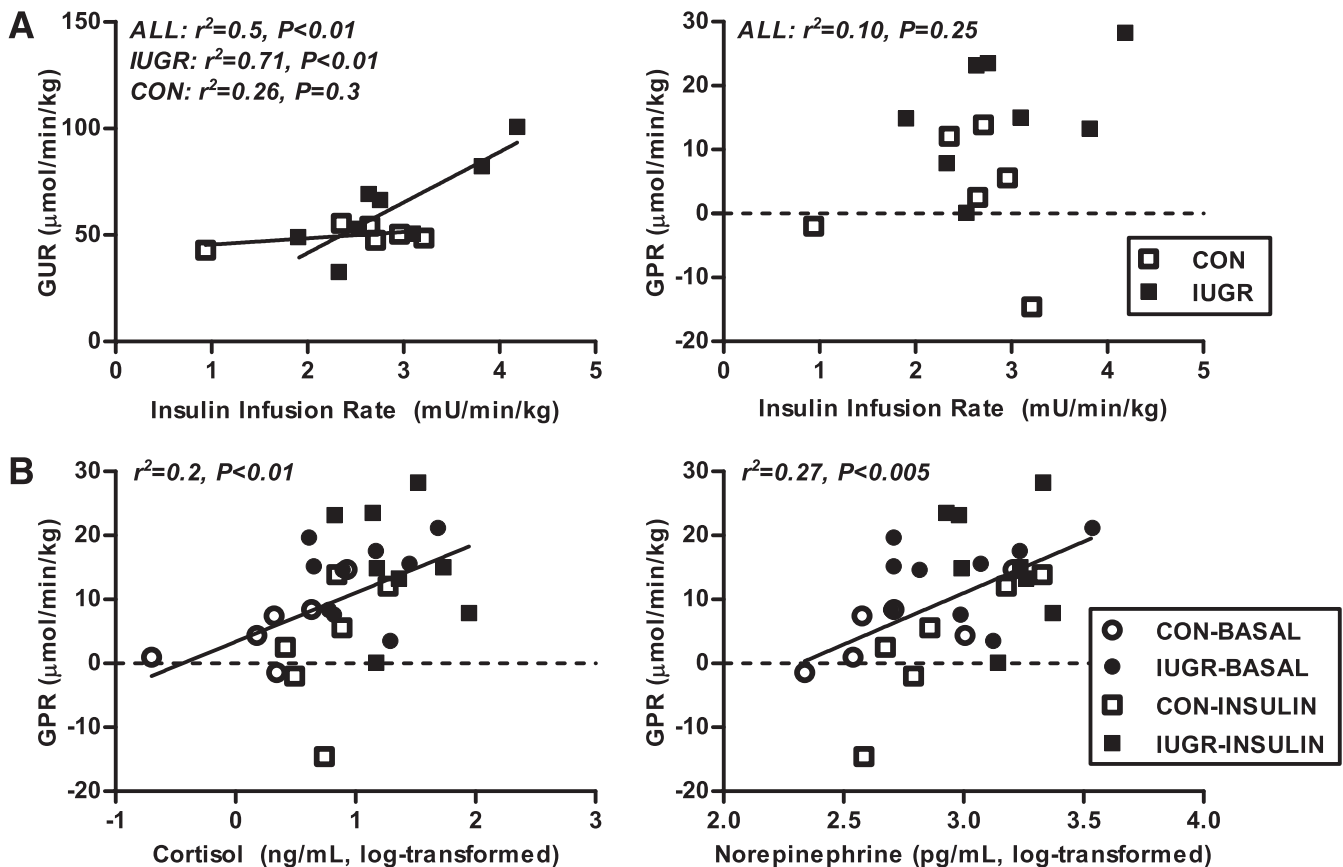 A
ALL: r²=0.5, P<0.01
IUGR: r²=0.71, P<0.01
CON: r²=0.26, P=0.3
GUR (μmol/min/kg)
150
100
50
0
0 1 2 3 4 5
Insulin Infusion Rate (mU/min/kg)
ALL: r²=0.10, P=0.25
GPR (μmol/min/kg)
30
20
10
0
-10
-20
0 1 2 3 4 5
Insulin Infusion Rate (mU/min/kg)
CON
IUGR
B
r²=0.2, P<0.01
GPR (μmol/min/kg)
30
20
10
0
-10
-20
-1 0 1 2 3
Cortisol (ng/mL, log-transformed)
r²=0.27, P<0.005
GPR (μmol/min/kg)
30
20
10
0
-10
-20
2.0 2.5 3.0 3.5 4.0
Norepinephrine (pg/mL, log-transformed)
CON-BASAL
IUGR-BASAL
CON-INSULIN
IUGR-INSULIN